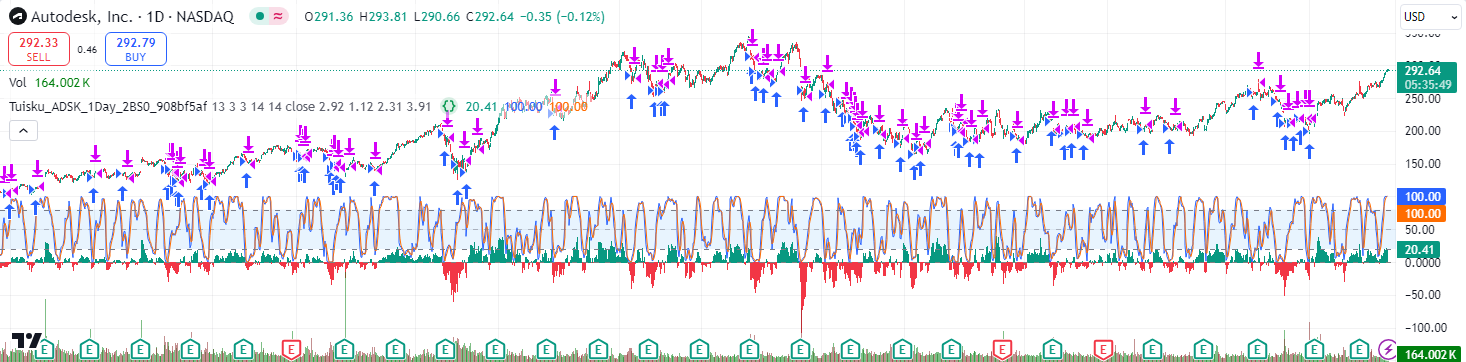 Autodesk, Inc. · 1D · NASDAQ O291.36 H293.81 L290.66 C292.64 −0.35 (−0.12%)
USD
292.33 SELL
0.46
292.79 BUY
Vol 164.002 K
Tuisku_ADSK_1Day_2BS0_908bf5af 13 3 3 14 14 close 2.92 1.12 2.31 3.91 {} 20.41 100.00 100.00
350.00
292.64
05:35:49
250.00
200.00
150.00
100.00
100.00
50.00
20.41
0.0000
−50.00
−100.00
164.002 K
E E E E E E E E E E E E E E E E E E E E E E E E E E E